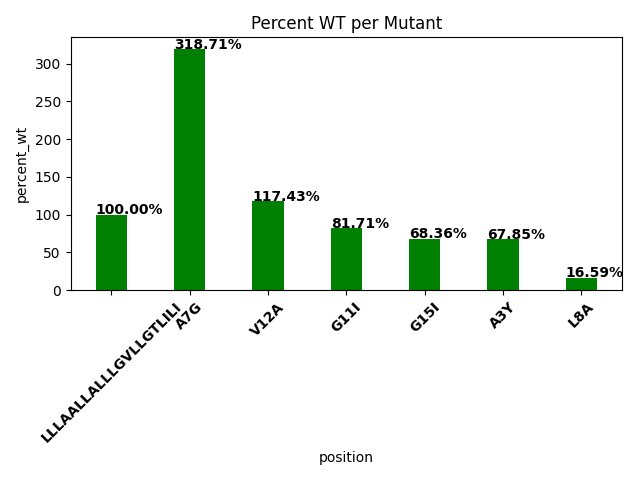 Percent WT per Mutant
percent_wt
300
250
200
150
100
50
0
100.00%
318.71%
117.43%
81.71%
68.36%
67.85%
16.59%
LLLAALLALLLGVLLGTLILI
A7G
V12A
G11I
G15I
A3Y
L8A
position